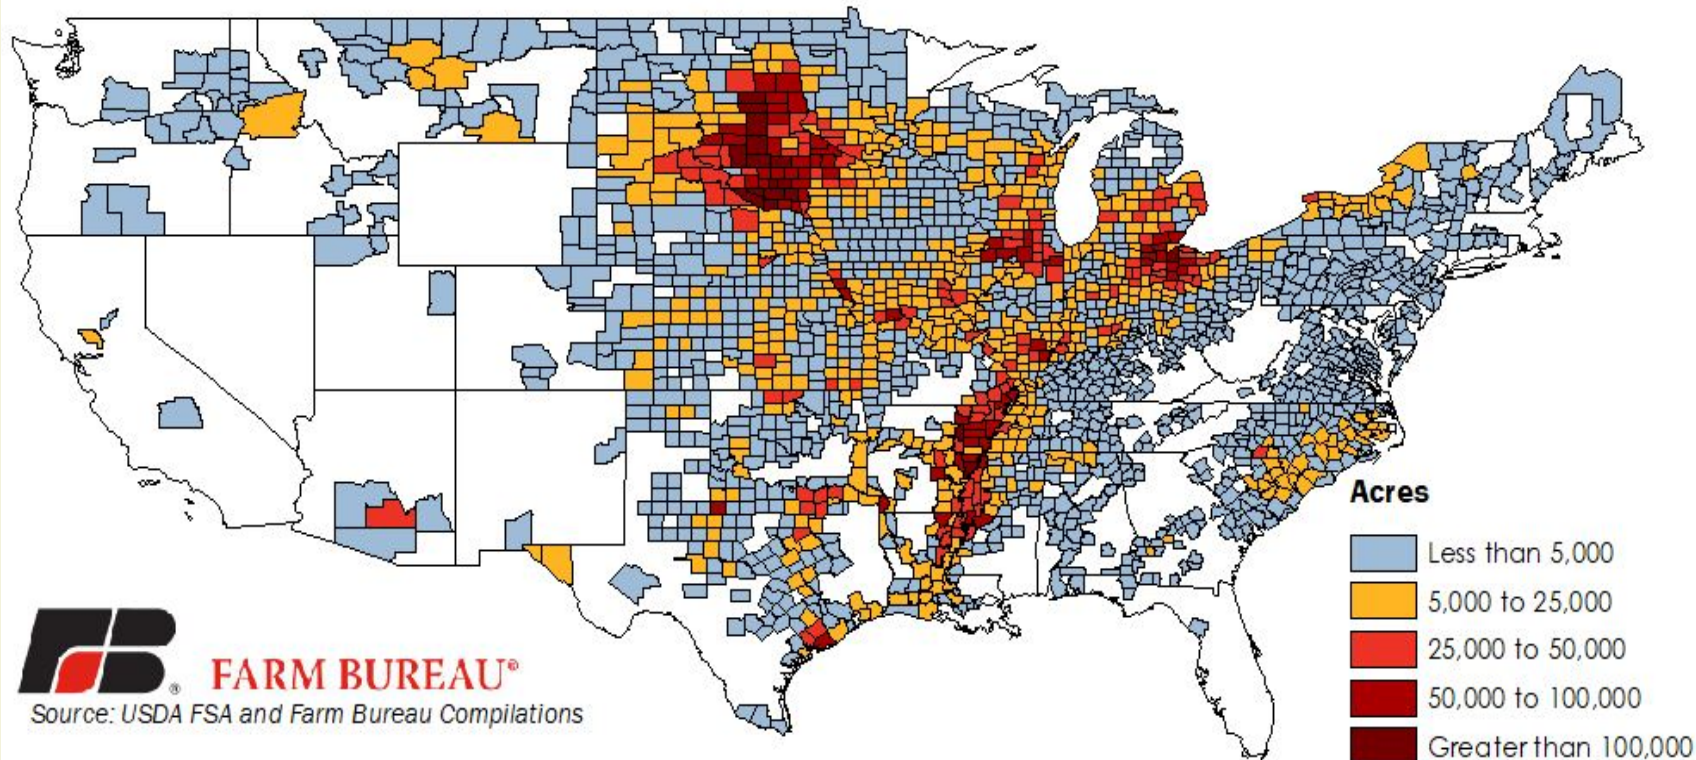 Acres
Less than 5,000
5,000 to 25,000
25,000 to 50,000
50,000 to 100,000
Greater than 100,000
FB®
FARM BUREAU®
Source: USDA FSA and Farm Bureau Compilations